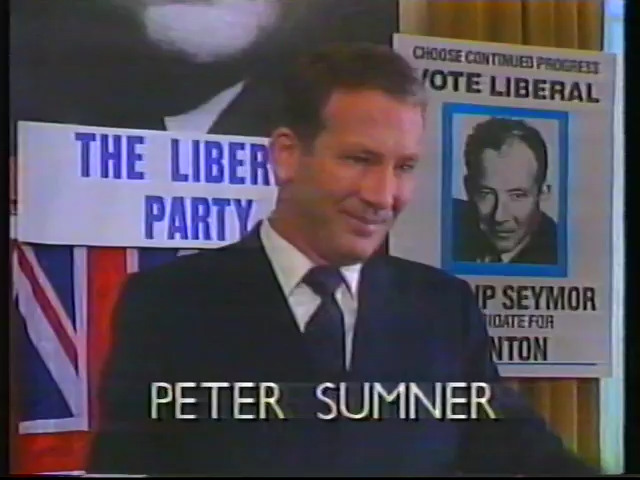 CHOOSE CONTINUED PROGRESS
VOTE LIBERAL
THE LIBER
PARTY
IP SEYMOR
IDATE FOR
NTON
PETER SUMNER